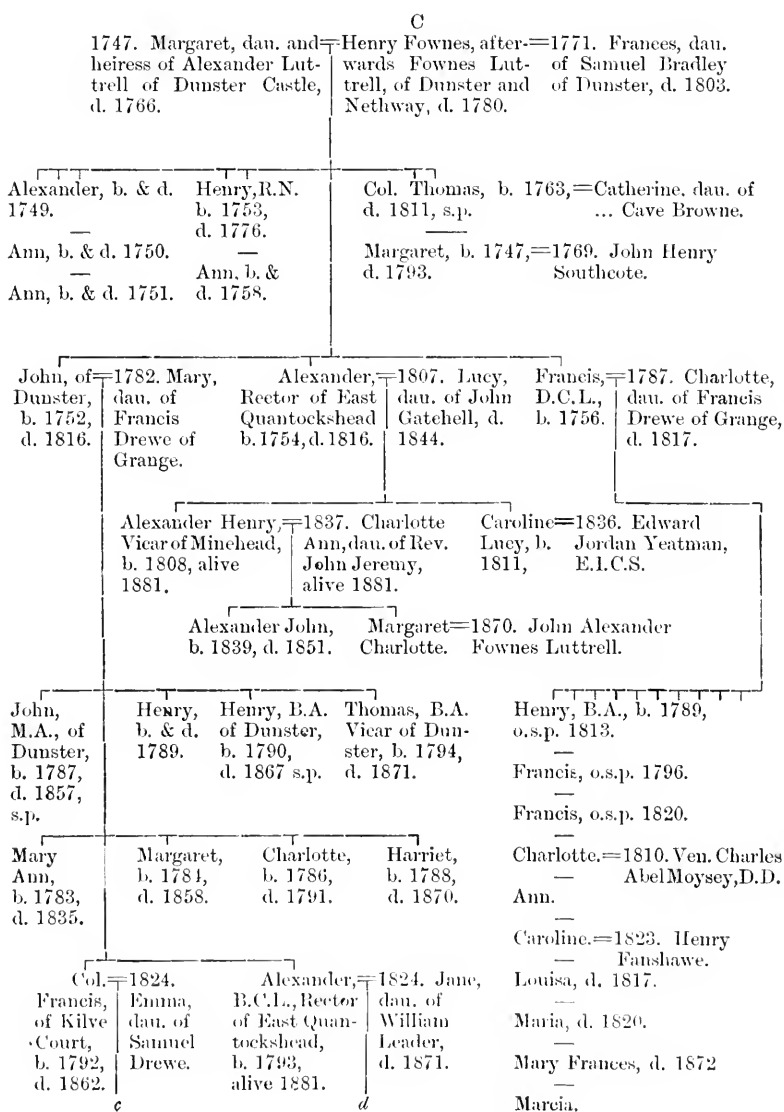 C
1747. Margaret, dau. and heiress of Alexander Lut-
trell of Dunster Castle,
d. 1766.
=Henry Fownes, after-
wards Fownes Lut-
trell, of Dunster and
Nethway, d. 1780.
=1771. Frances, dau.
of Samuel Bradley
of Dunster, d. 1803.
Alexander, b. & d.
1749.
—
Ann, b. & d. 1750.
—
Ann, b. & d. 1751.
Henry, R.N.
b. 1753,
d. 1776.
—
Ann, b. &
d. 1758.
Col. Thomas, b. 1763,=Catherine, dau. of
d. 1811, s.p. ... Cave Browne.
—
Margaret, b. 1747,=1769. John Henry
d. 1793. Southcote.
John, of
Dunster,
b. 1752,
d. 1816.
=1782. Mary,
dau. of
Francis
Drewe of
Grange.
Alexander,
Rector of East
Quantockshead
b. 1754, d. 1816.
=1807. Lucy,
dau. of John
Gatchell, d.
1844.
Francis,
D.C.L.,
b. 1756.
=1787. Charlotte,
dau. of Francis
Drewe of Grange,
d. 1817.
Alexander Henry,
Vicar of Minehead,
b. 1808, alive
1881.
=1837. Charlotte
Ann, dau. of Rev.
John Jeremy,
alive 1881.
Caroline=1836. Edward
Lucy, b. Jordan Yeatman,
1811, E.I.C.S.
Alexander John,
b. 1839, d. 1851.
Margaret=1870. John Alexander
Charlotte. Fownes Luttrell.
John,
M.A., of
Dunster,
b. 1787,
d. 1857,
s.p.
Henry,
b. & d.
1789.
Henry, B.A.
of Dunster,
b. 1790,
d. 1867 s.p.
Thomas, B.A.
Vicar of Dun-
ster, b. 1794,
d. 1871.
Henry, B.A., b. 1789,
o.s.p. 1813.
—
Francis, o.s.p. 1796.
—
Francis, o.s.p. 1820.
—
Charlotte.=1810. Ven. Charles
— Abel Moysey, D.D.
Ann.
—
Caroline.=1823. Henry
— Fanshawe.
Louisa, d. 1817.
—
Maria, d. 1820.
—
Mary Frances, d. 1872
—
Marcia.
Mary
Ann,
b. 1783,
d. 1835.
Margaret,
b. 1784,
d. 1858.
Charlotte,
b. 1786,
d. 1791.
Harriet,
b. 1788,
d. 1870.
Col.
Francis,
of Kilve
Court,
b. 1792,
d. 1862.
=1824.
Emma,
dau. of
Samuel
Drewe.
c
Alexander,
B.C.L., Rector
of East Quan-
tockshead,
b. 1793,
alive 1881.
=1824. Jane,
dau. of
William
Leader,
d. 1871.
d